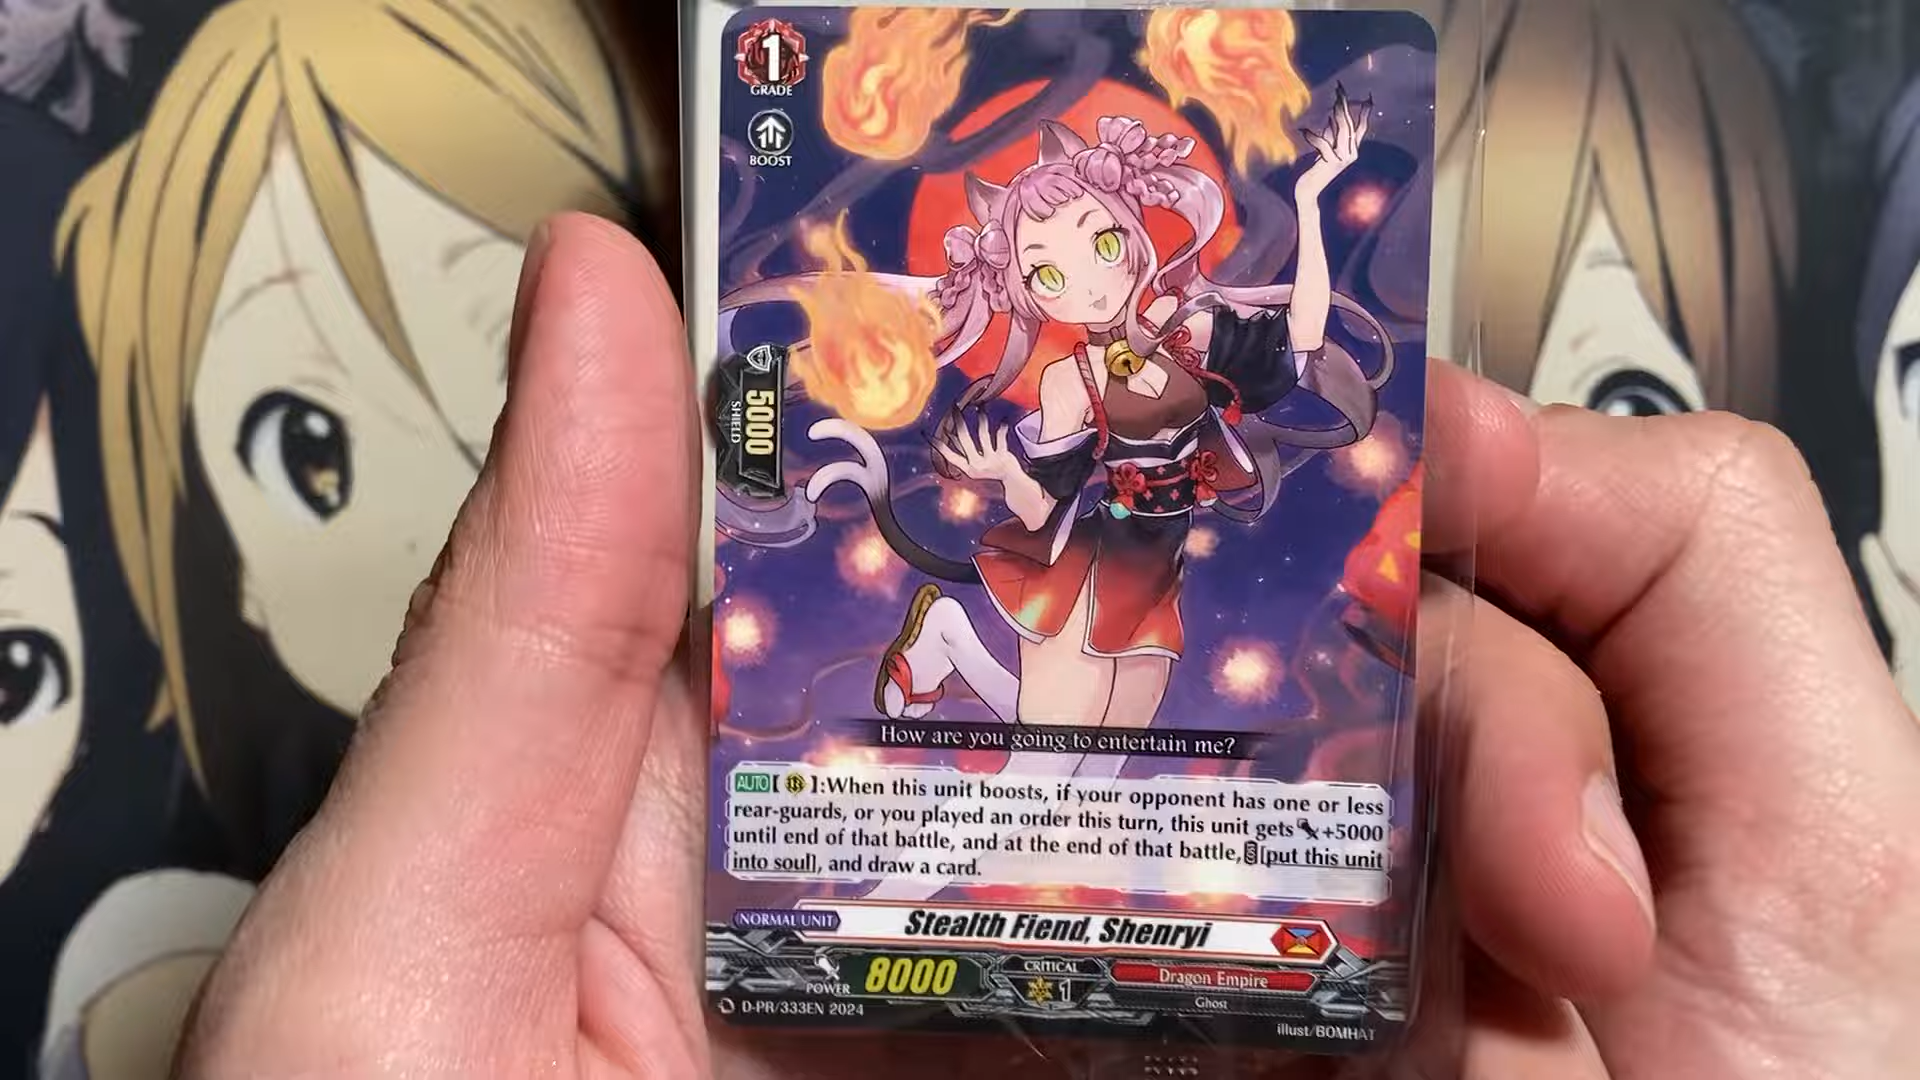 1
GRADE
BOOST
5000
SHIELD
How are you going to entertain me?
AUTO【 】:When this unit boosts, if your opponent has one or less
rear-guards, or you played an order this turn, this unit gets +5000
until end of that battle, and at the end of that battle, [put this unit
into soul], and draw a card.
NORMAL UNIT
Stealth Fiend, Shenryi
POWER 8000
CRITICAL
1
Dragon Empire
Ghost
D-PR/333EN 2024
illust/BOMHAT